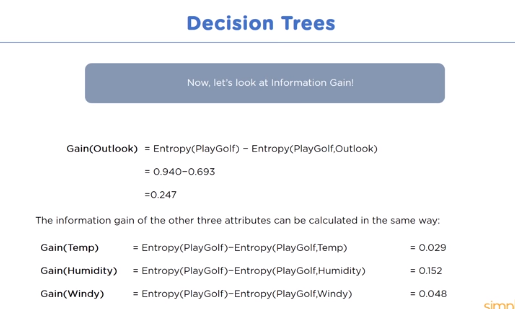 Decision Trees
Now, let's look at Information Gain!
Gain(Outlook) = Entropy(PlayGolf) − Entropy(PlayGolf,Outlook)
= 0.940−0.693
=0.247
The information gain of the other three attributes can be calculated in the same way:
Gain(Temp) = Entropy(PlayGolf)−Entropy(PlayGolf,Temp) = 0.029
Gain(Humidity) = Entropy(PlayGolf)−Entropy(PlayGolf,Humidity) = 0.152
Gain(Windy) = Entropy(PlayGolf)−Entropy(PlayGolf,Windy) = 0.048
simp